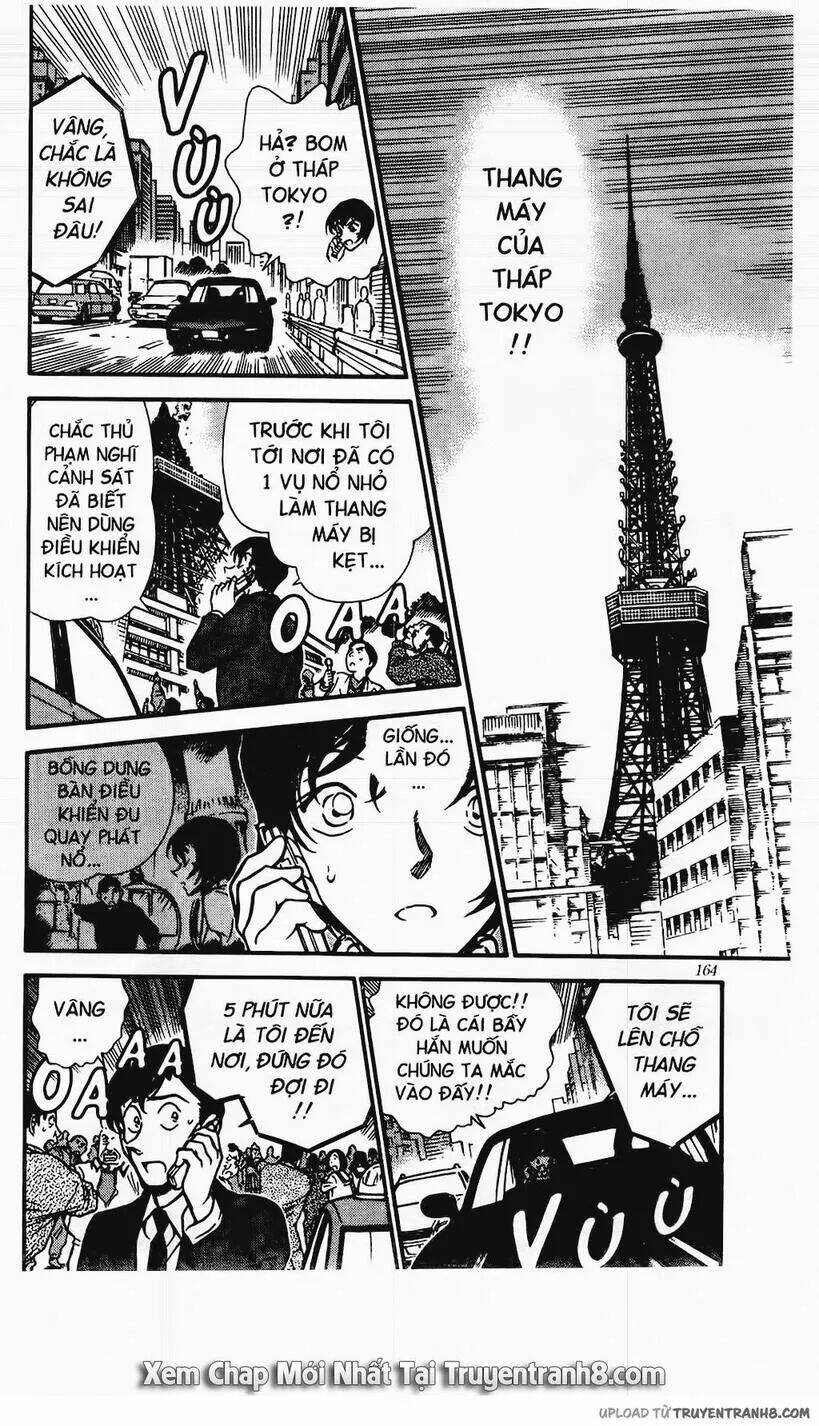 THANG
MÁY
CỦA
THÁP
TOKYO
!!
HẢ? BOM
Ở THÁP
TOKYO
?!
VÂNG,
CHẮC LÀ
KHÔNG
SAI
ĐÂU!
VÙ Ù
TRƯỚC KHI TÔI
TỚI NƠI ĐÃ CÓ
1 VỤ NỔ NHỎ
LÀM THANG
MÁY BỊ
KẸT...
CHẮC THỦ
PHẠM NGHĨ
CẢNH SÁT
ĐÃ BIẾT
NÊN DÙNG
ĐIỀU KHIỂN
KÍCH HOẠT
...
OAA
GIỐNG...
LẦN ĐÓ
...
BỖNG DƯNG
BÀN ĐIỀU
KHIỂN ĐU
QUAY PHÁT
NỔ...
164
TÔI SẼ
LÊN CHỖ
THANG
MÁY...
KHÔNG ĐƯỢC!!
ĐÓ LÀ CÁI BẪY
HẮN MUỐN
CHÚNG TA MẮC
VÀO ĐẤY!!
VÙ Ù
5 PHÚT NỮA
LÀ TÔI ĐẾN
NƠI, ĐỨNG ĐÓ
ĐỢI ĐI
!!
VÂNG
...
OAAA
Xem Chap Mới Nhất Tại Truyentranh8.com
UPLOAD TỪ TRUYENTRANH8.COM